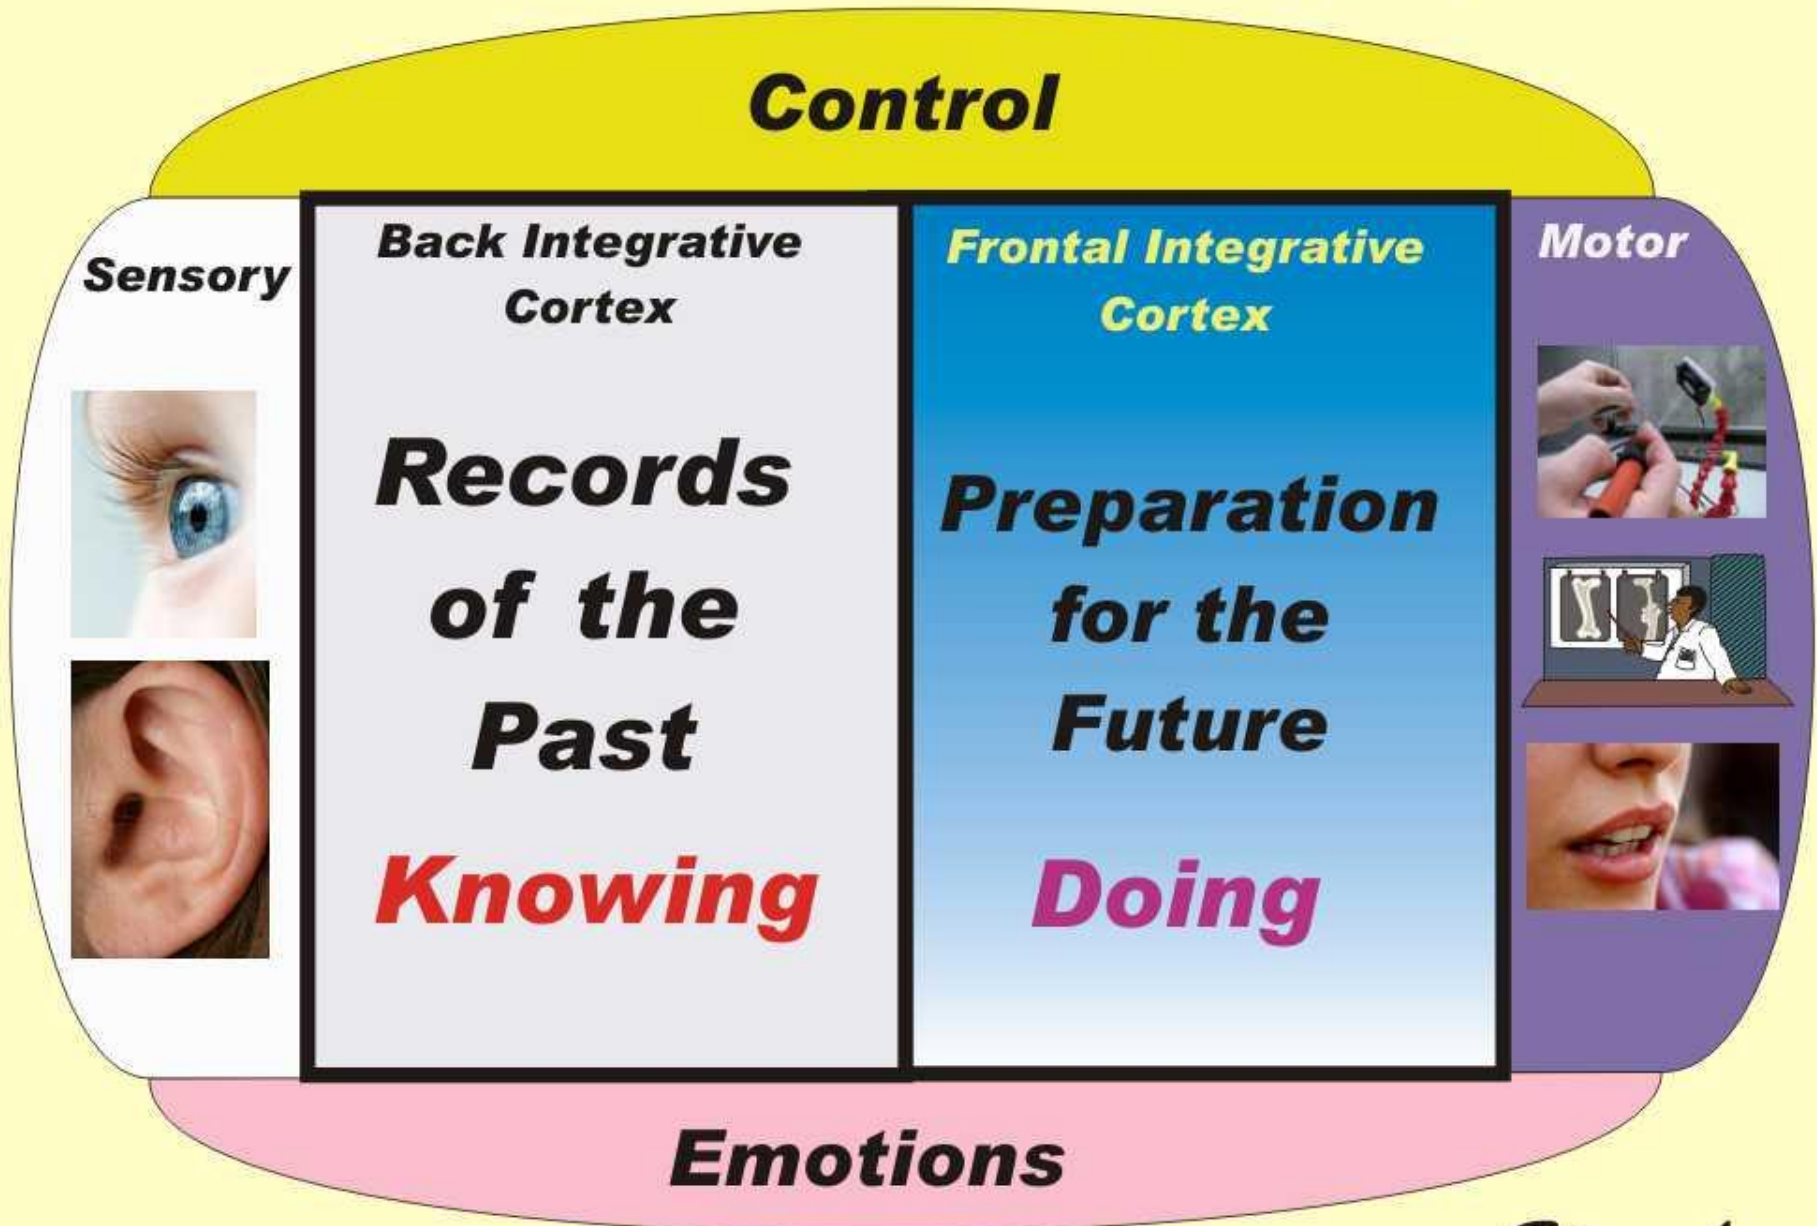 Control
Sensory
Back Integrative
Cortex
Records
of the
Past
Knowing
Frontal Integrative
Cortex
Preparation
for the
Future
Doing
Motor
Emotions